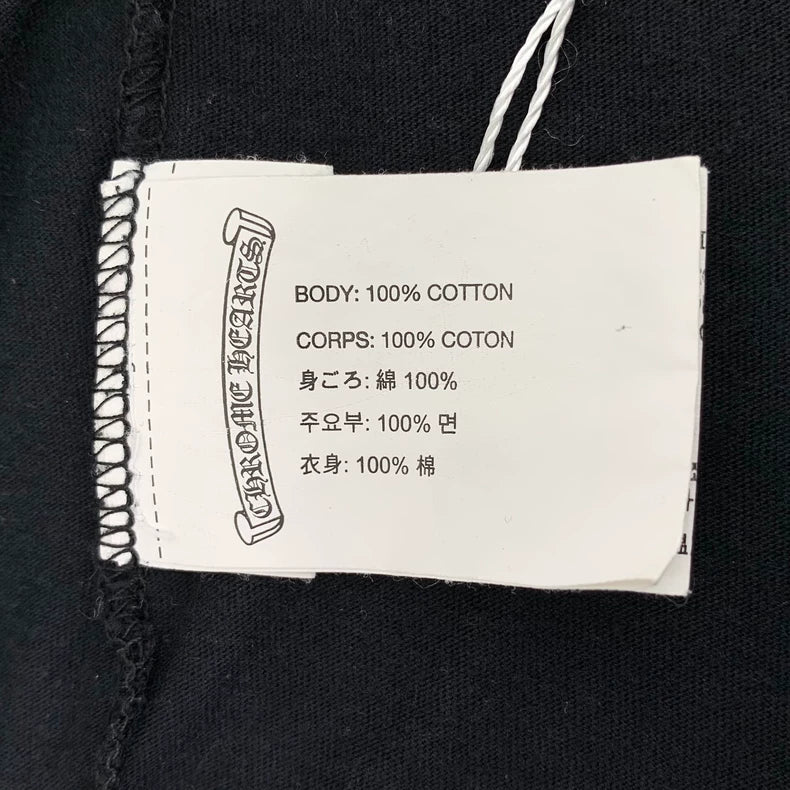 CHROME HEARTS
BODY: 100% COTTON
CORPS: 100% COTON
身ごろ: 綿 100%
주요부: 100% 면
衣身: 100% 棉